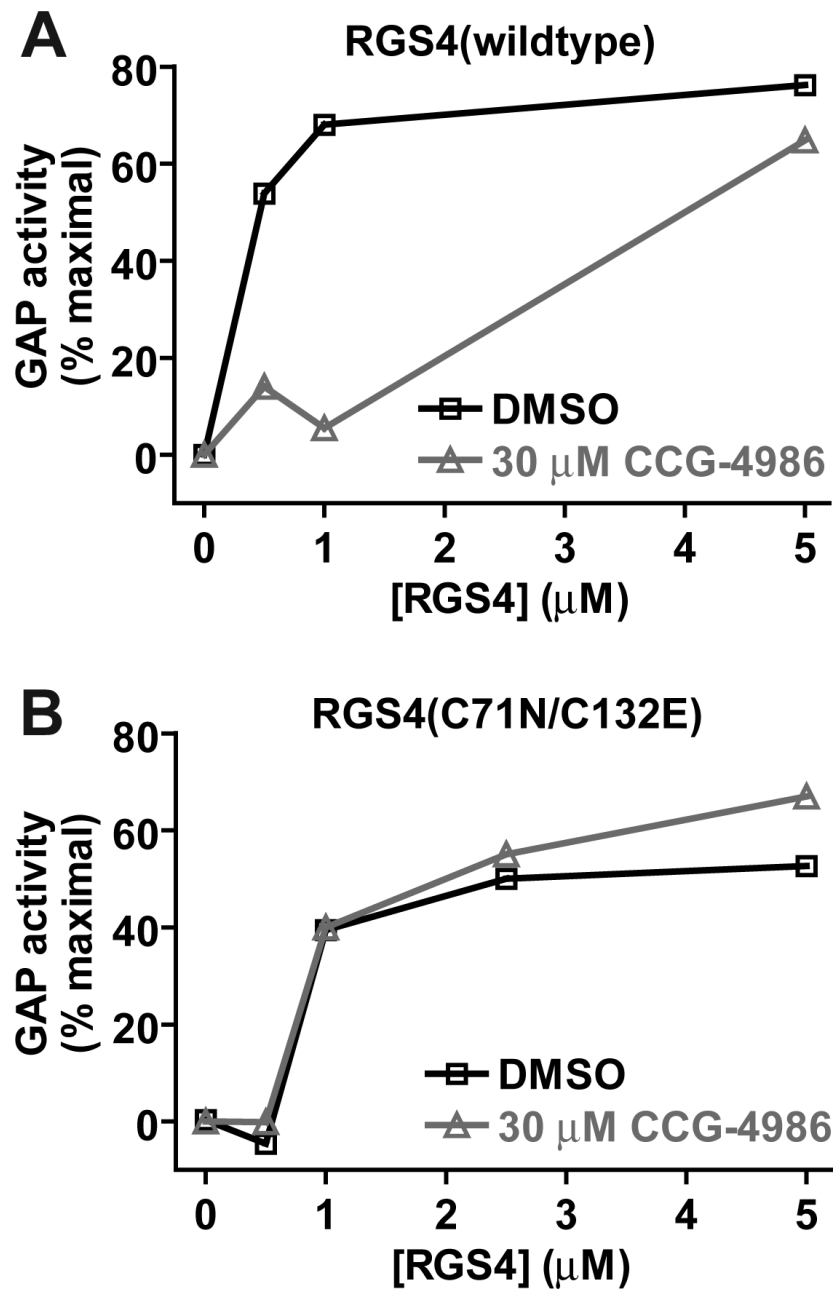 A
RGS4(wildtype)
GAP activity
(% maximal)
80
60
40
20
0
DMSO
30 μM CCG-4986
0 1 2 3 4 5
[RGS4] (μM)
B
RGS4(C71N/C132E)
GAP activity
(% maximal)
80
60
40
20
0
DMSO
30 μM CCG-4986
0 1 2 3 4 5
[RGS4] (μM)